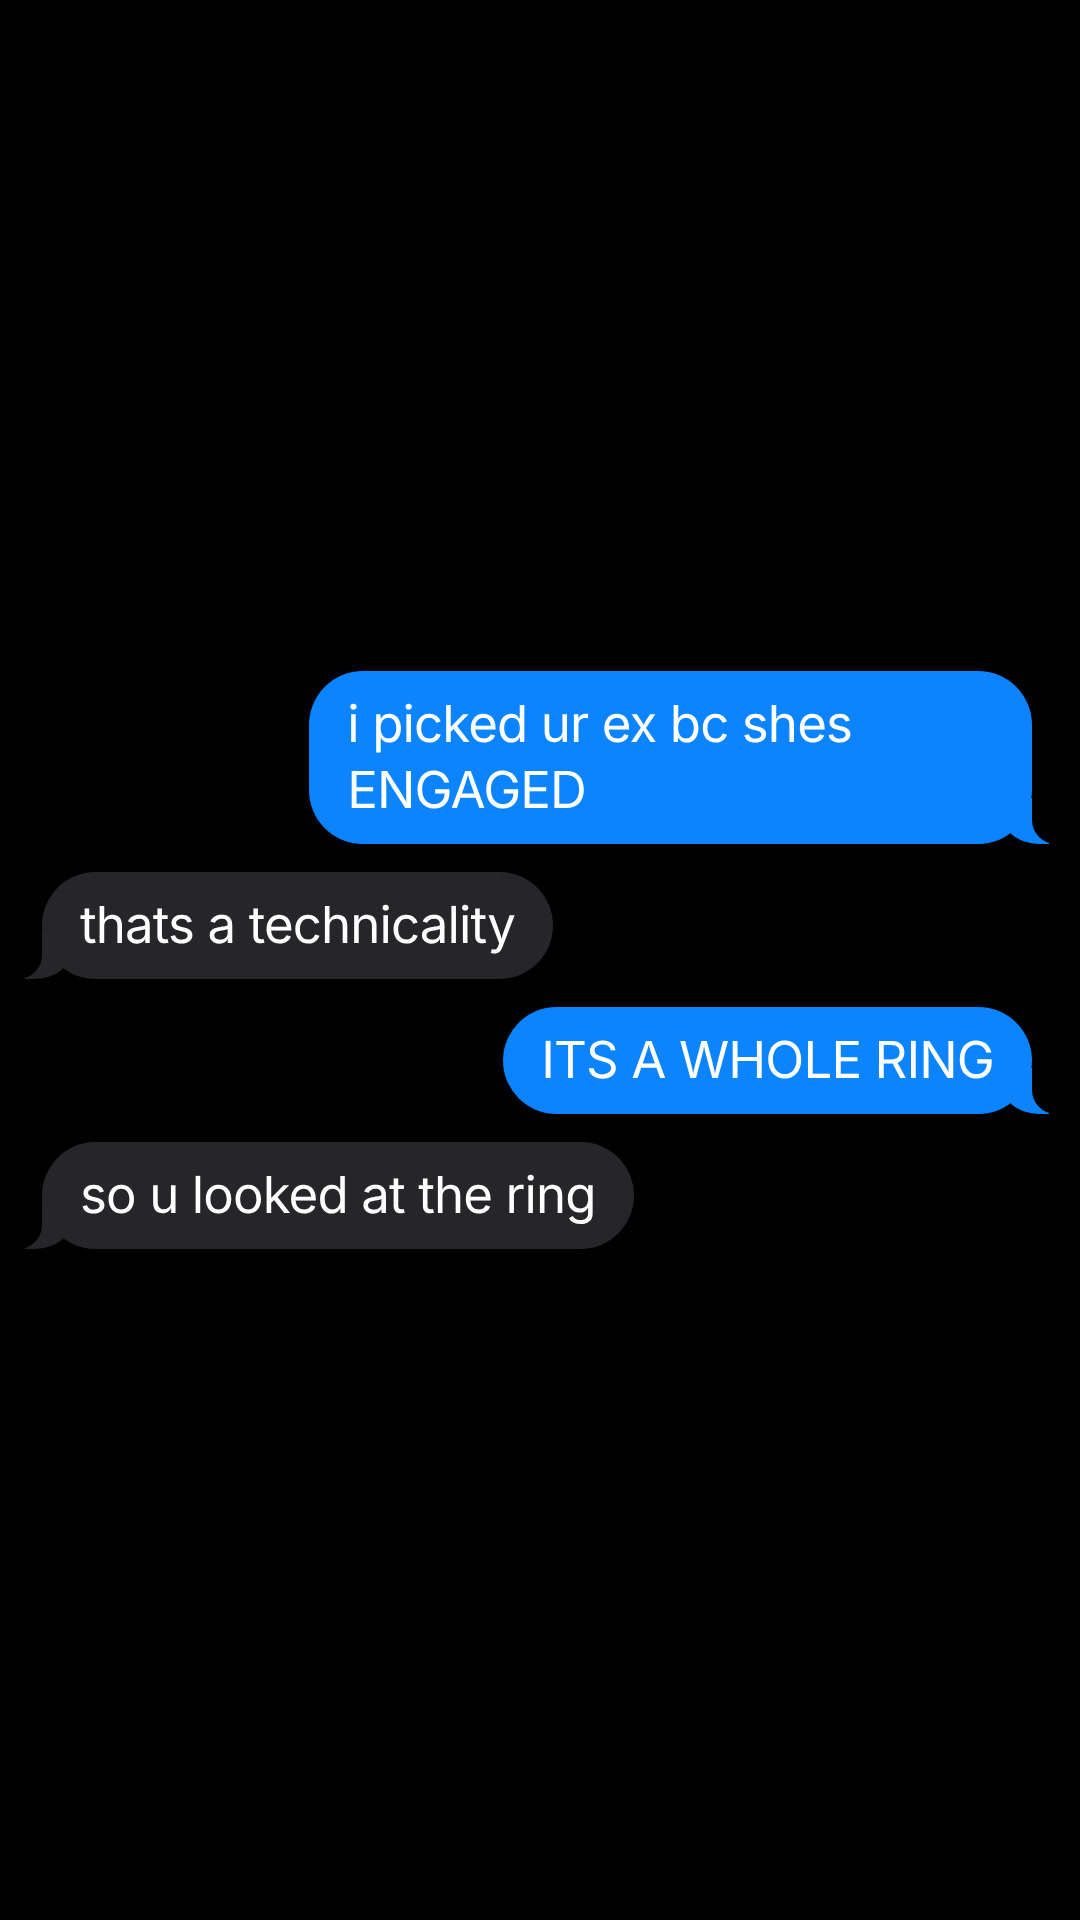 i picked ur ex bc shes
ENGAGED
thats a technicality
ITS A WHOLE RING
so u looked at the ring